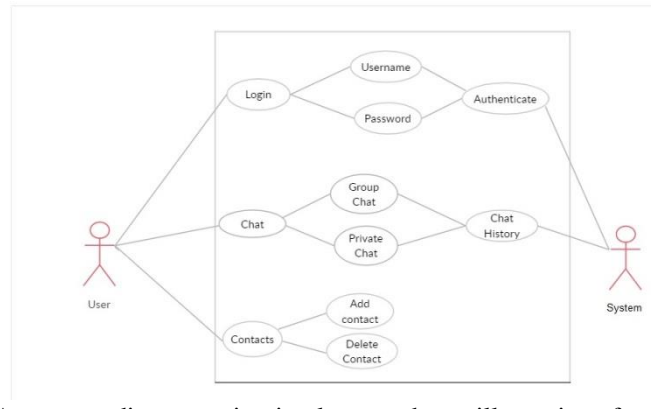 Username
Login
Authenticate
Password
Group
Chat
Chat
Chat
History
Private
Chat
User
System
Add
contact
Contacts
Delete
Contact